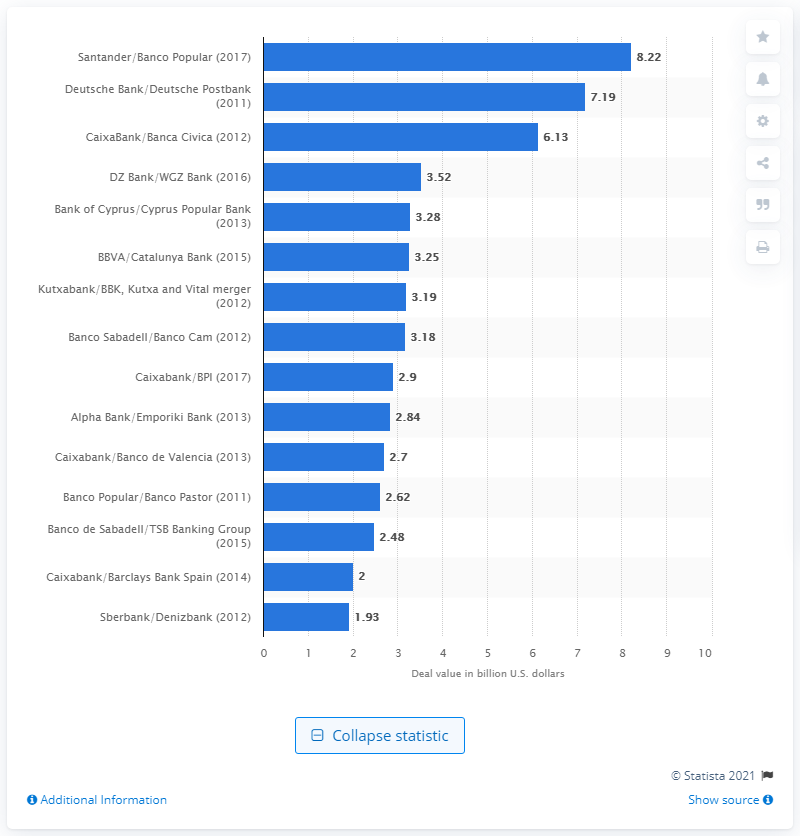 Santander/Banco Popular (2017) 8.22
Deutsche Bank/Deutsche Postbank
(2011) 7.19
CaixaBank/Banca Civica (2012) 6.13
DZ Bank/WGZ Bank (2016) 3.52
Bank of Cyprus/Cyprus Popular Bank
(2013) 3.28
BBVA/Catalunya Bank (2015) 3.25
Kutxabank/BBK, Kutxa and Vital merger
(2012) 3.19
Banco Sabadell/Banco Cam (2012) 3.18
Caixabank/BPI (2017) 2.9
Alpha Bank/Emporiki Bank (2013) 2.84
Caixabank/Banco de Valencia (2013) 2.7
Banco Popular/Banco Pastor (2011) 2.62
Banco de Sabadell/TSB Banking Group
(2015) 2.48
Caixabank/Barclays Bank Spain (2014) 2
Sberbank/Denizbank (2012) 1.93
0 1 2 3 4 5 6 7 8 9 10
Deal value in billion U.S. dollars
Collapse statistic
© Statista 2021
Additional Information
Show source